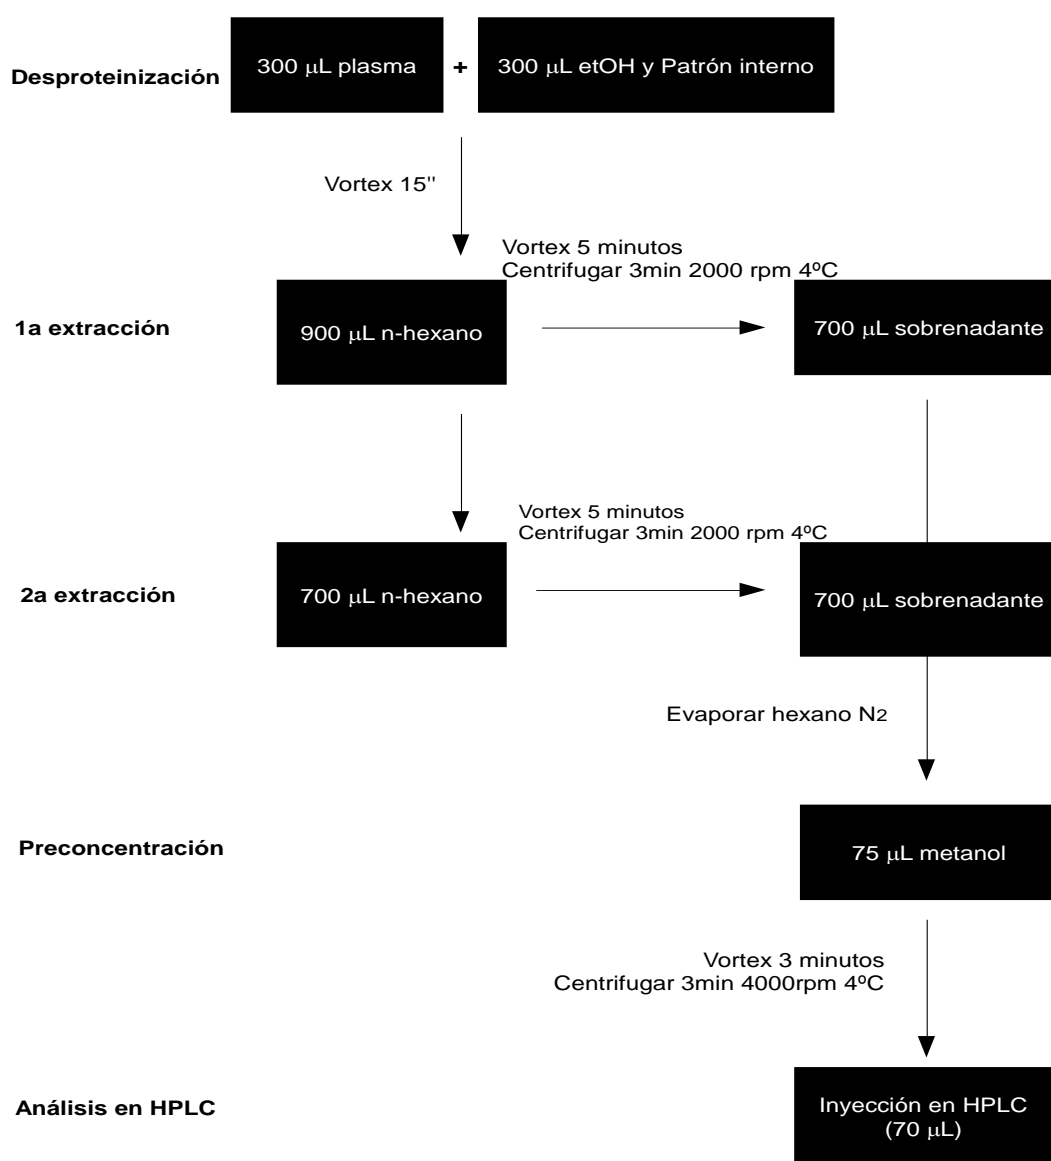 Desproteinización
300 μL plasma
+
300 μL etOH y Patrón interno
Vortex 15"
Vortex 5 minutos
Centrifugar 3min 2000 rpm 4ºC
1a extracción
900 μL n-hexano
700 μL sobrenadante
Vortex 5 minutos
Centrifugar 3min 2000 rpm 4ºC
2a extracción
700 μL n-hexano
700 μL sobrenadante
Evaporar hexano N2
Preconcentración
75 μL metanol
Vortex 3 minutos
Centrifugar 3min 4000rpm 4ºC
Análisis en HPLC
Inyección en HPLC
(70 μL)